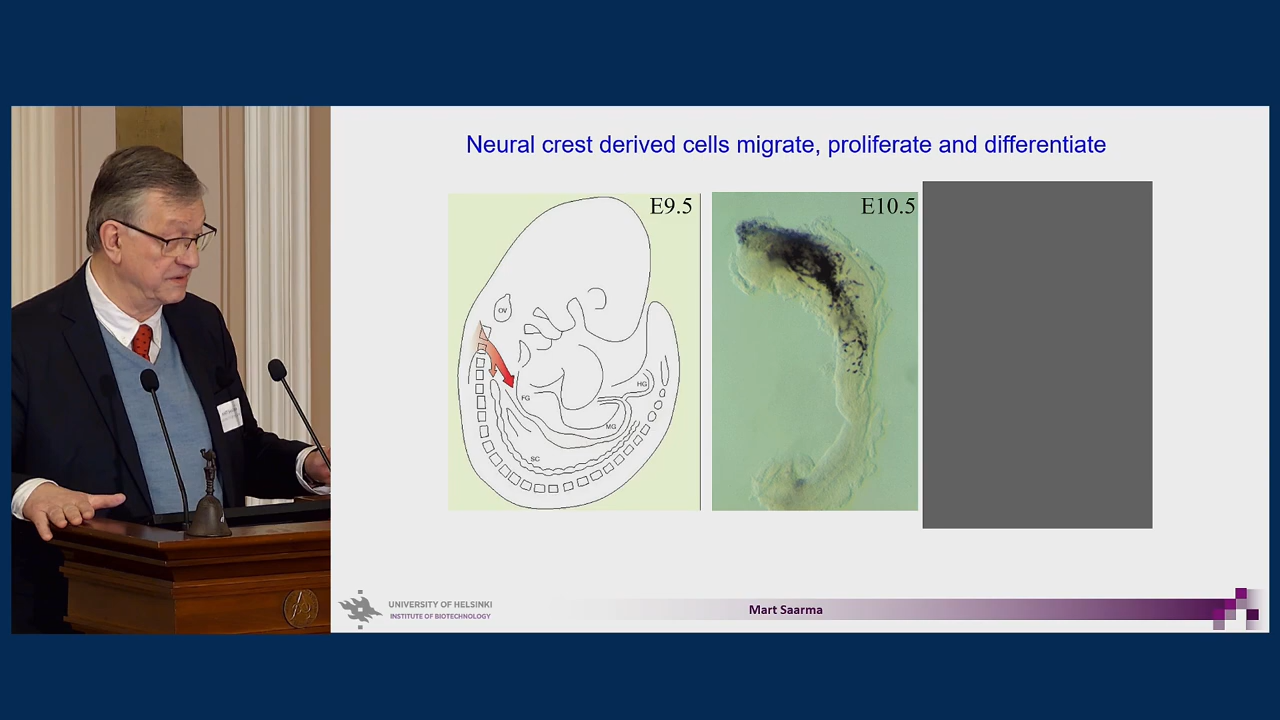 Neural crest derived cells migrate, proliferate and differentiate
E9.5
E10.5
OV
FG
HG
MG
SC
UNIVERSITY OF HELSINKI
INSTITUTE OF BIOTECHNOLOGY
Mart Saarma